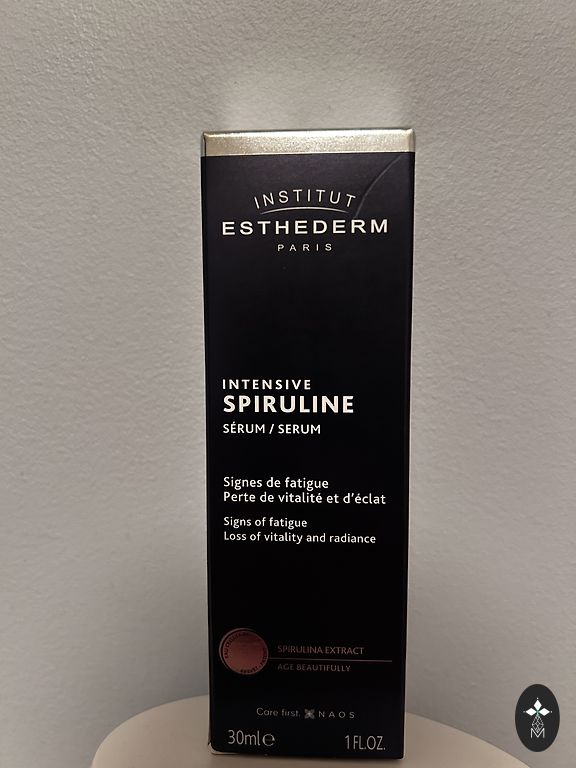 INSTITUT
ESTHEDERM
PARIS
INTENSIVE
SPIRULINE
SÉRUM / SERUM
Signes de fatigue
Perte de vitalité et d'éclat
Signs of fatigue
Loss of vitality and radiance
SPIRULINA EXTRACT
AGE BEAUTIFULLY
Care first. NAOS
30ml℮ 1 FL.OZ.